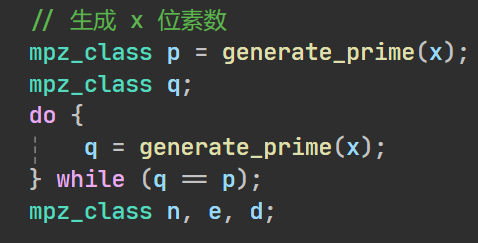 // 生成 x 位素数
mpz_class p = generate_prime(x);
mpz_class q;
do {
    q = generate_prime(x);
} while (q == p);
mpz_class n, e, d;